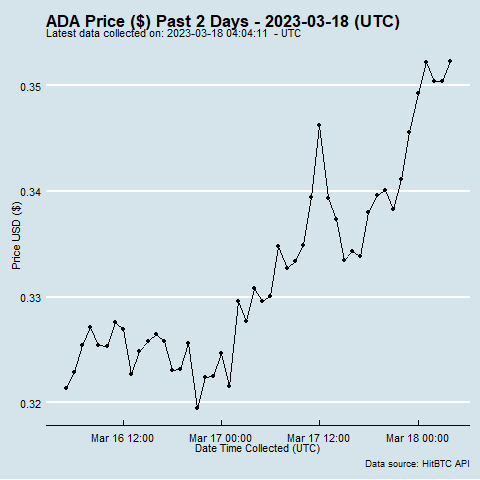 ADA Price ($) Past 2 Days - 2023-03-18 (UTC)
Latest data collected on: 2023-03-18 04:04:11 - UTC
0.35
0.34
Price USD ($)
0.33
0.32
Mar 16 12:00 Mar 17 00:00 Mar 17 12:00 Mar 18 00:00
Date Time Collected (UTC)
Data source: HitBTC API